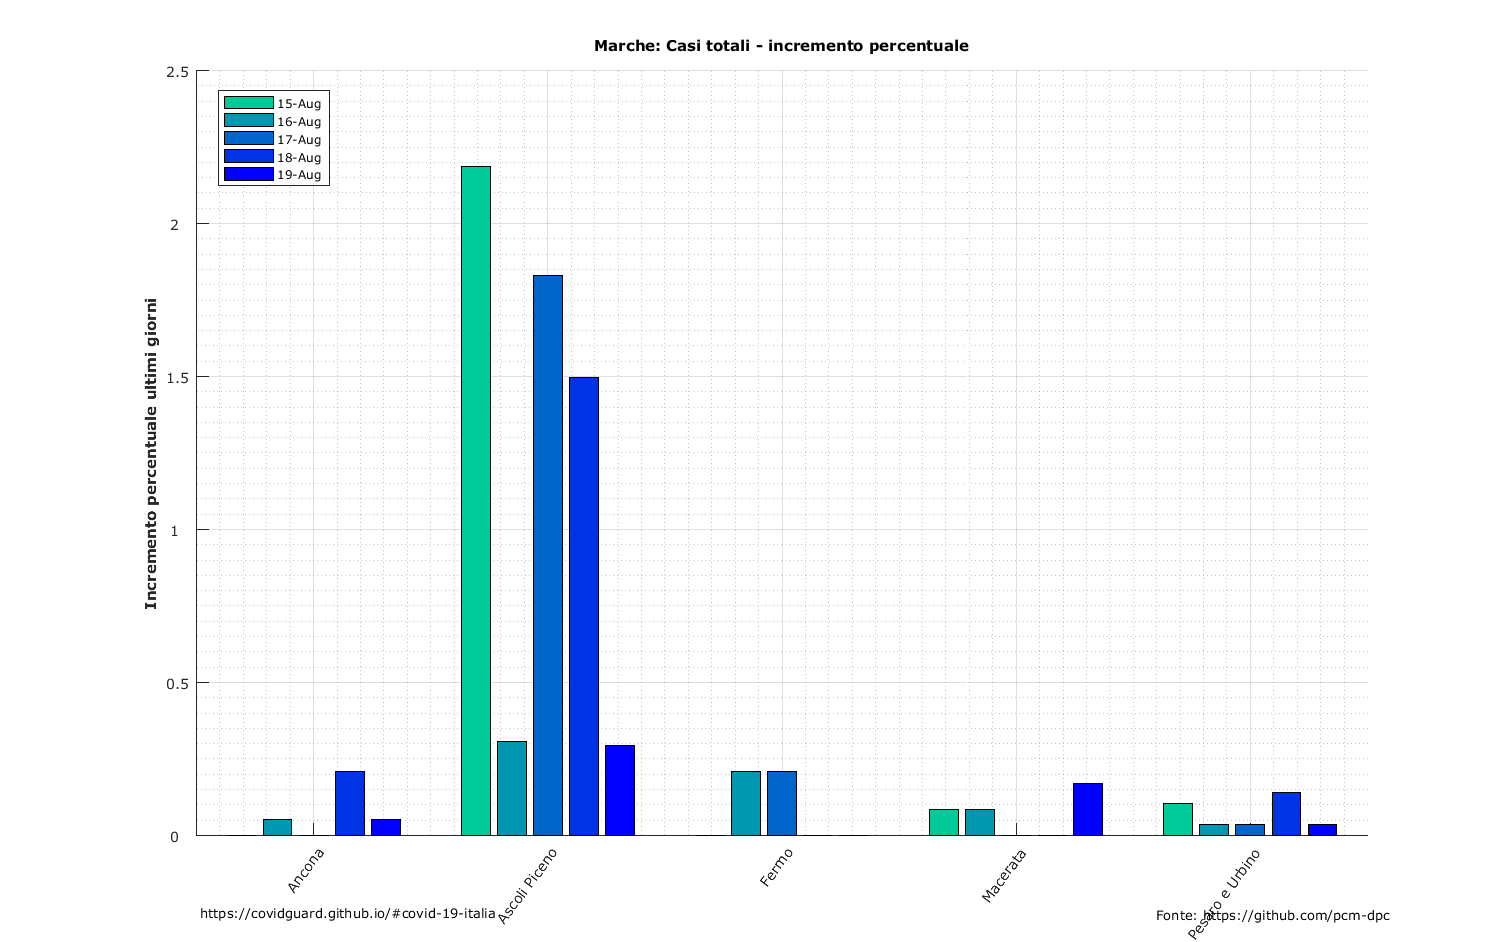 Marche: Casi totali - incremento percentuale
2.5
2
1.5
1
0.5
0
Incremento percentuale ultimi giorni
15-Aug
16-Aug
17-Aug
18-Aug
19-Aug
Ancona
Ascoli Piceno
Fermo
Macerata
Pesaro e Urbino
https://covidguard.github.io/#covid-19-italia
Fonte: https://github.com/pcm-dpc